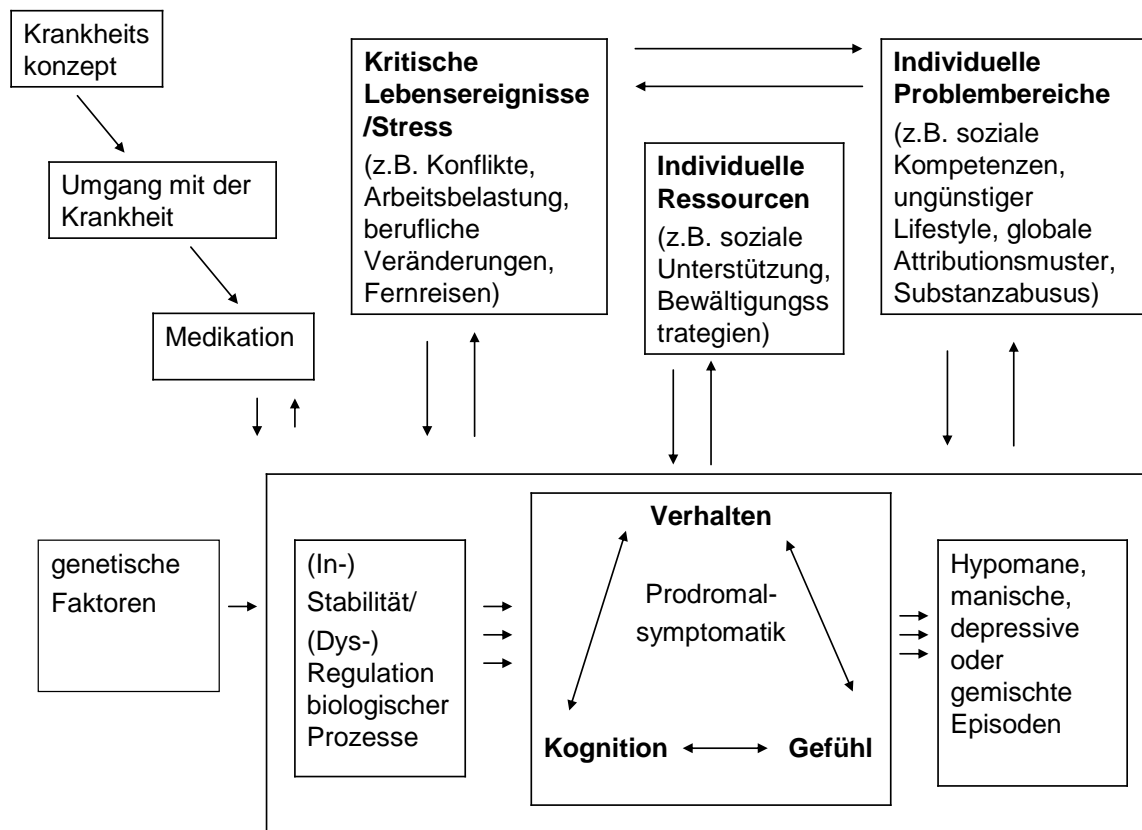 Krankheits
konzept
Umgang mit der
Krankheit
Medikation
Kritische
Lebensereignisse
/Stress
(z.B. Konflikte,
Arbeitsbelastung,
berufliche
Veränderungen,
Fernreisen)
Individuelle
Ressourcen
(z.B. soziale
Unterstützung,
Bewältigungss
trategien)
Individuelle
Problembereiche
(z.B. soziale
Kompetenzen,
ungünstiger
Lifestyle, globale
Attributionsmuster,
Substanzabusus)
genetische
Faktoren
(In-)
Stabilität/
(Dys-)
Regulation
biologischer
Prozesse
Verhalten
Prodromal-
symptomatik
Kognition
Gefühl
Hypomane,
manische,
depressive
oder
gemischte
Episoden